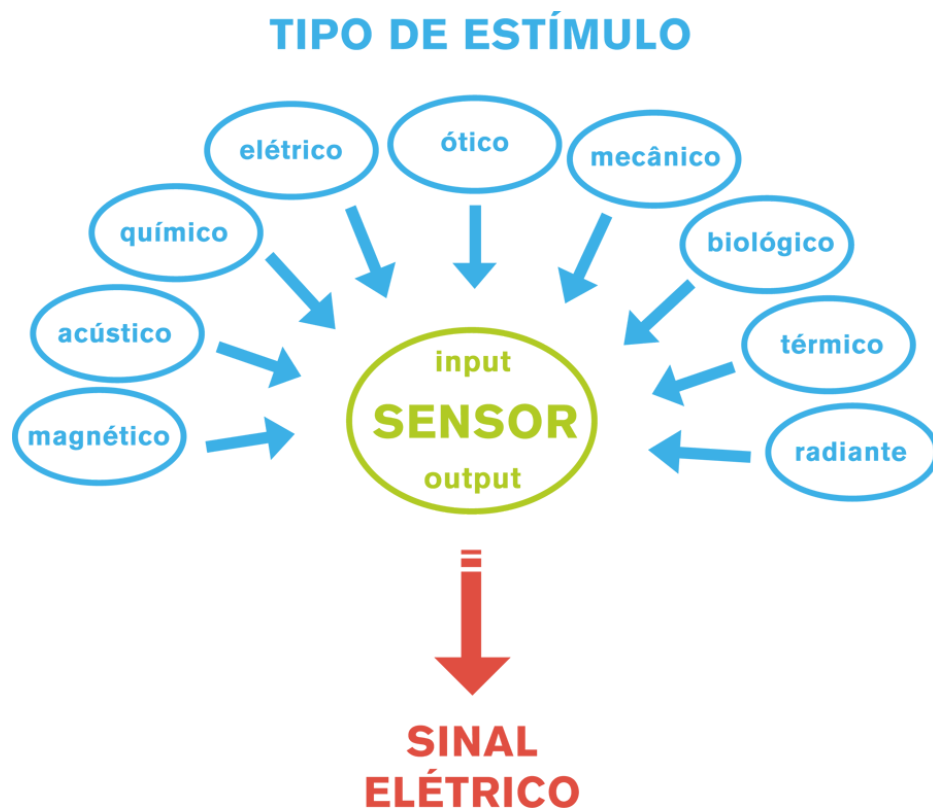 TIPO DE ESTÍMULO
elétrico
ótico
mecânico
químico
biológico
acústico
térmico
magnético
radiante
input
SENSOR
output
SINAL
ELÉTRICO